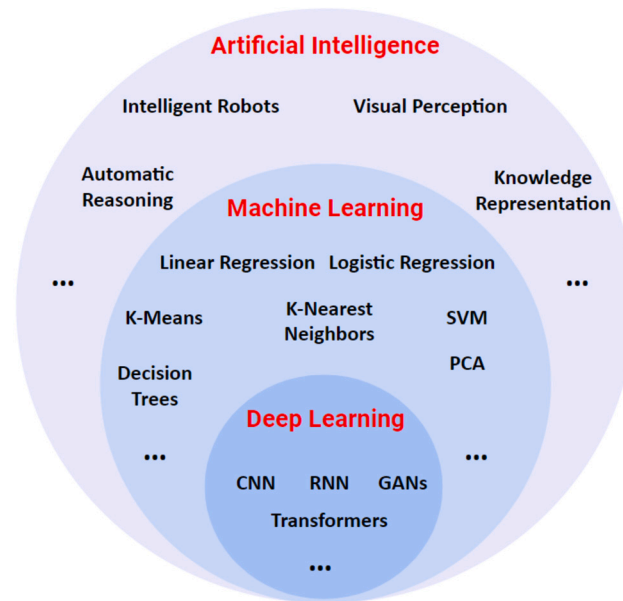 Artificial Intelligence
Intelligent Robots
Visual Perception
Automatic
Reasoning
Knowledge
Representation
...
...
Machine Learning
Linear Regression
Logistic Regression
K-Means
K-Nearest
Neighbors
SVM
Decision
Trees
PCA
...
...
Deep Learning
CNN
RNN
GANs
Transformers
...